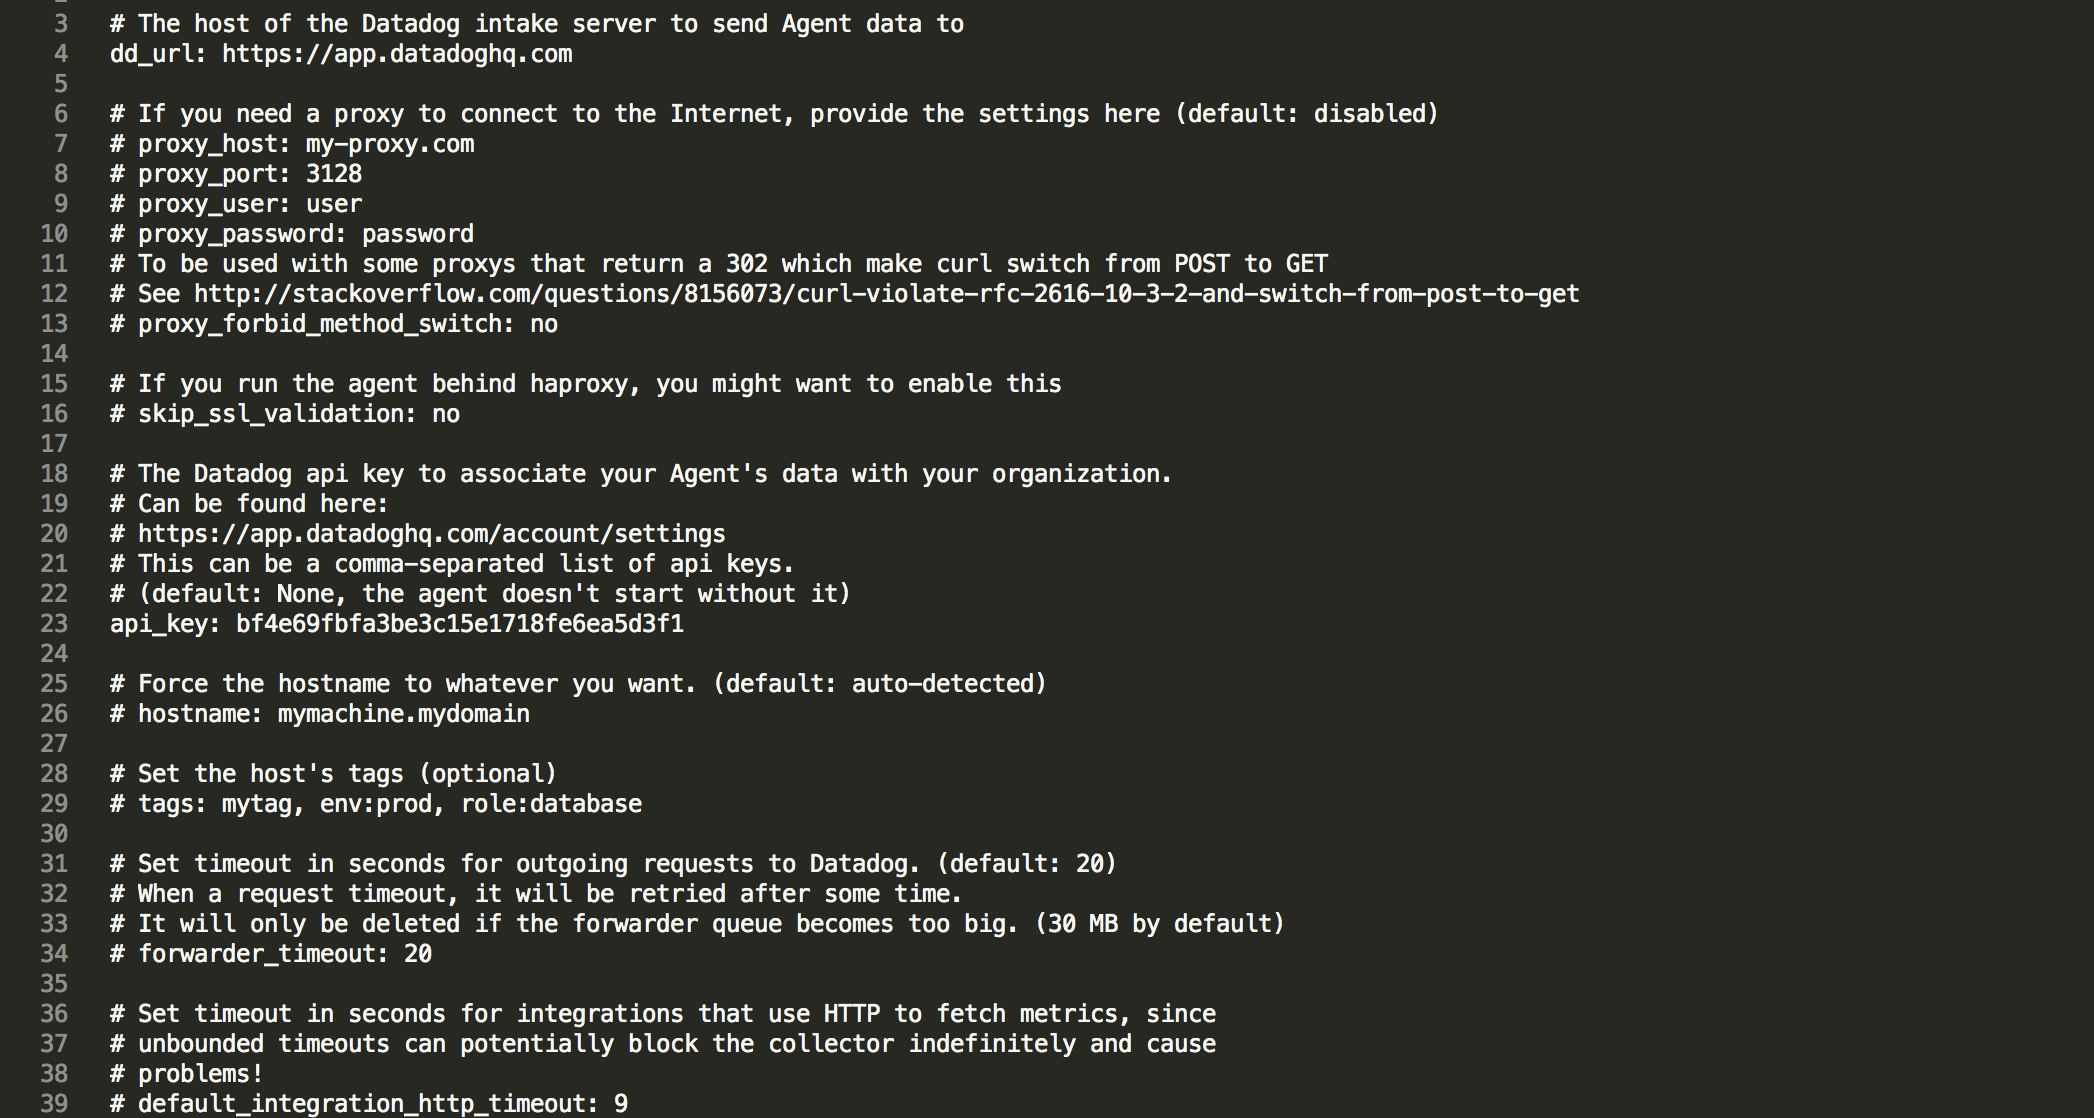 3 # The host of the Datadog intake server to send Agent data to
4 dd_url: https://app.datadoghq.com
5
6 # If you need a proxy to connect to the Internet, provide the settings here (default: disabled)
7 # proxy_host: my-proxy.com
8 # proxy_port: 3128
9 # proxy_user: user
10 # proxy_password: password
11 # To be used with some proxys that return a 302 which make curl switch from POST to GET
12 # See http://stackoverflow.com/questions/8156073/curl-violate-rfc-2616-10-3-2-and-switch-from-post-to-get
13 # proxy_forbid_method_switch: no
14
15 # If you run the agent behind haproxy, you might want to enable this
16 # skip_ssl_validation: no
17
18 # The Datadog api key to associate your Agent's data with your organization.
19 # Can be found here:
20 # https://app.datadoghq.com/account/settings
21 # This can be a comma-separated list of api keys.
22 # (default: None, the agent doesn't start without it)
23 api_key: bf4e69fbfa3be3c15e1718fe6ea5d3f1
24
25 # Force the hostname to whatever you want. (default: auto-detected)
26 # hostname: mymachine.mydomain
27
28 # Set the host's tags (optional)
29 # tags: mytag, env:prod, role:database
30
31 # Set timeout in seconds for outgoing requests to Datadog. (default: 20)
32 # When a request timeout, it will be retried after some time.
33 # It will only be deleted if the forwarder queue becomes too big. (30 MB by default)
34 # forwarder_timeout: 20
35
36 # Set timeout in seconds for integrations that use HTTP to fetch metrics, since
37 # unbounded timeouts can potentially block the collector indefinitely and cause
38 # problems!
39 # default_integration_http_timeout: 9